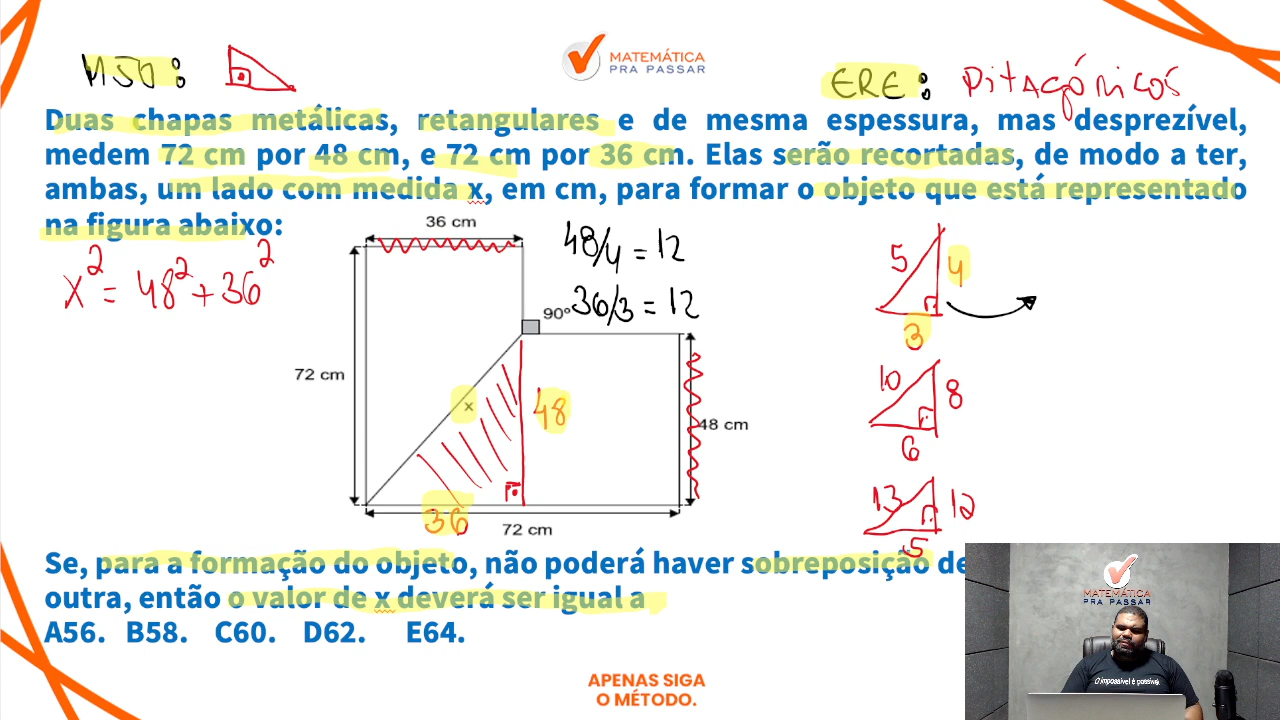 MATEMÁTICA
PRA PASSAR
ERE: Pitagóricos
Duas chapas metálicas, retangulares e de mesma espessura, mas desprezível,
medem 72 cm por 48 cm, e 72 cm por 36 cm. Elas serão recortadas, de modo a ter,
ambas, um lado com medida x, em cm, para formar o objeto que está representado
na figura abaixo:
36 cm
x² = 48² + 36²
48/4 = 12
36/3 = 12
90°
72 cm
x
48
48 cm
36
72 cm
5 4
3
10 8
6
13 12
5
Se, para a formação do objeto, não poderá haver sobreposição de
outra, então o valor de x deverá ser igual a
A56. B58. C60. D62. E64.
MATEMÁTICA
PRA PASSAR
O impossível é possível.
APENAS SIGA
O MÉTODO.